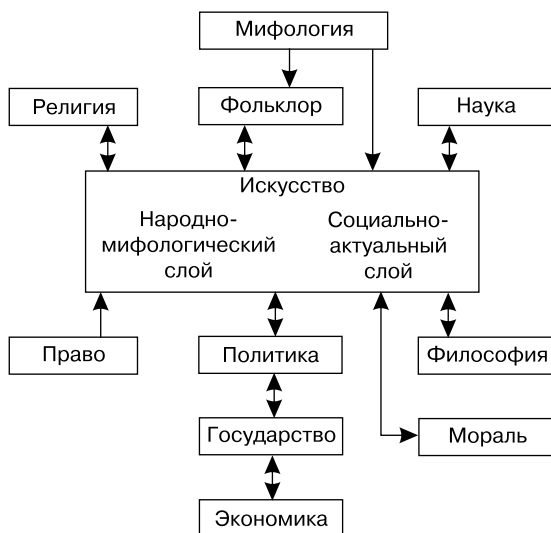 Мифология
Религия
Фольклор
Наука
Искусство
Народно-
мифологический
слой
Социально-
актуальный
слой
Право
Политика
Философия
Государство
Мораль
Экономика